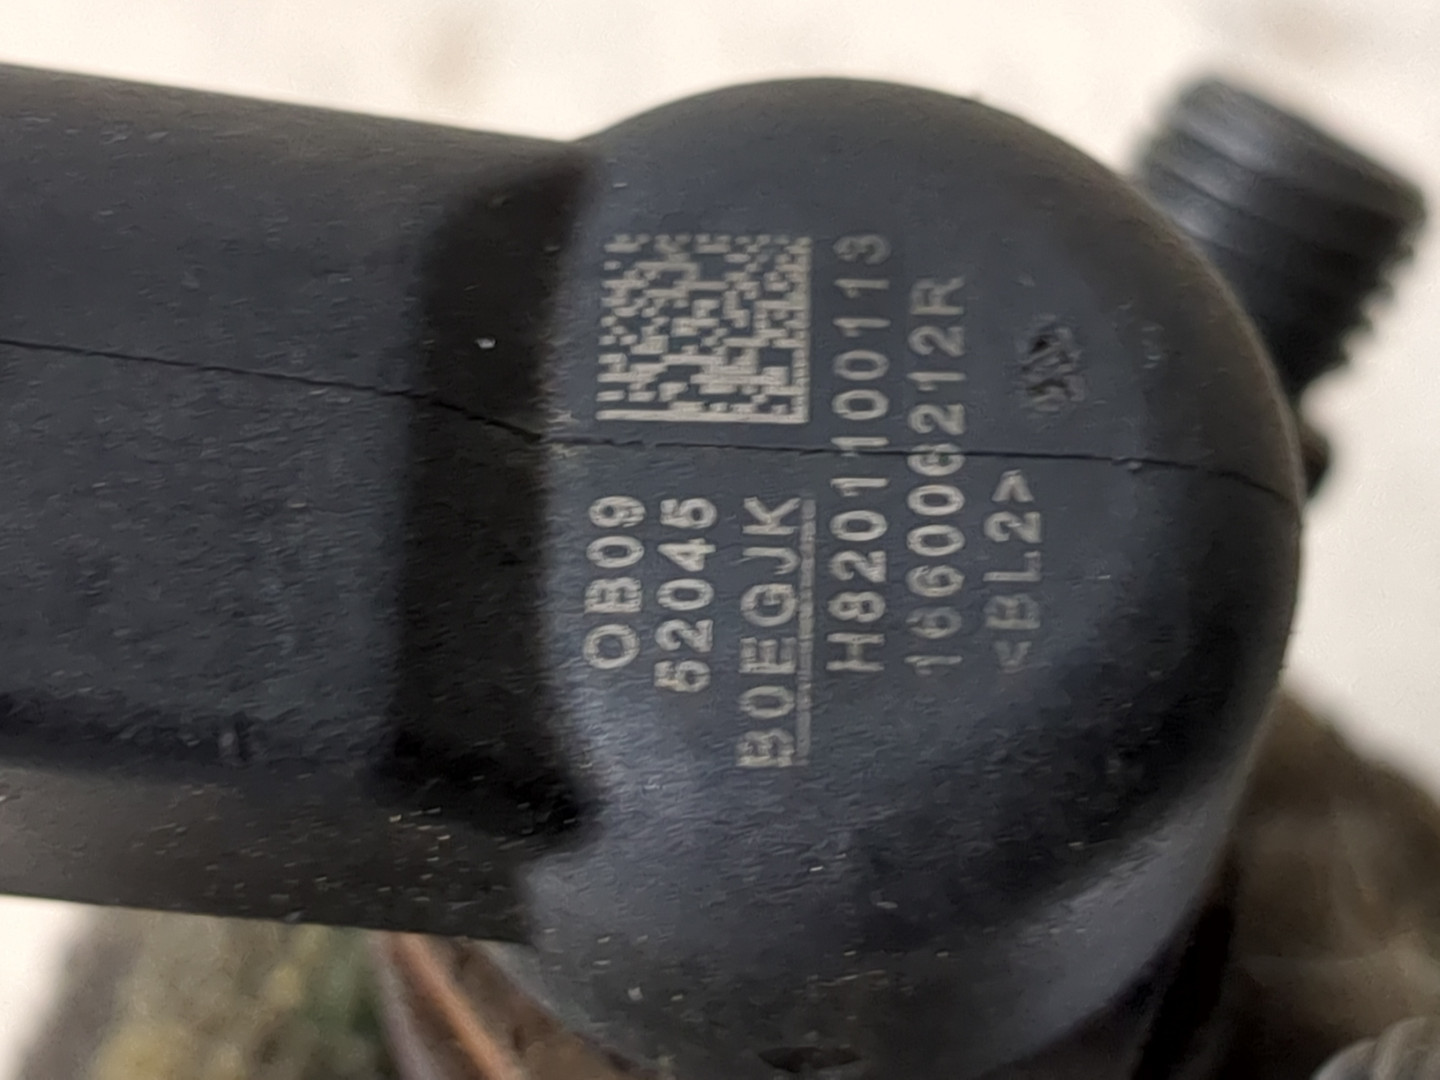 OB09
52045
B0EGJK
H8201100113
166006212R
<BL2>